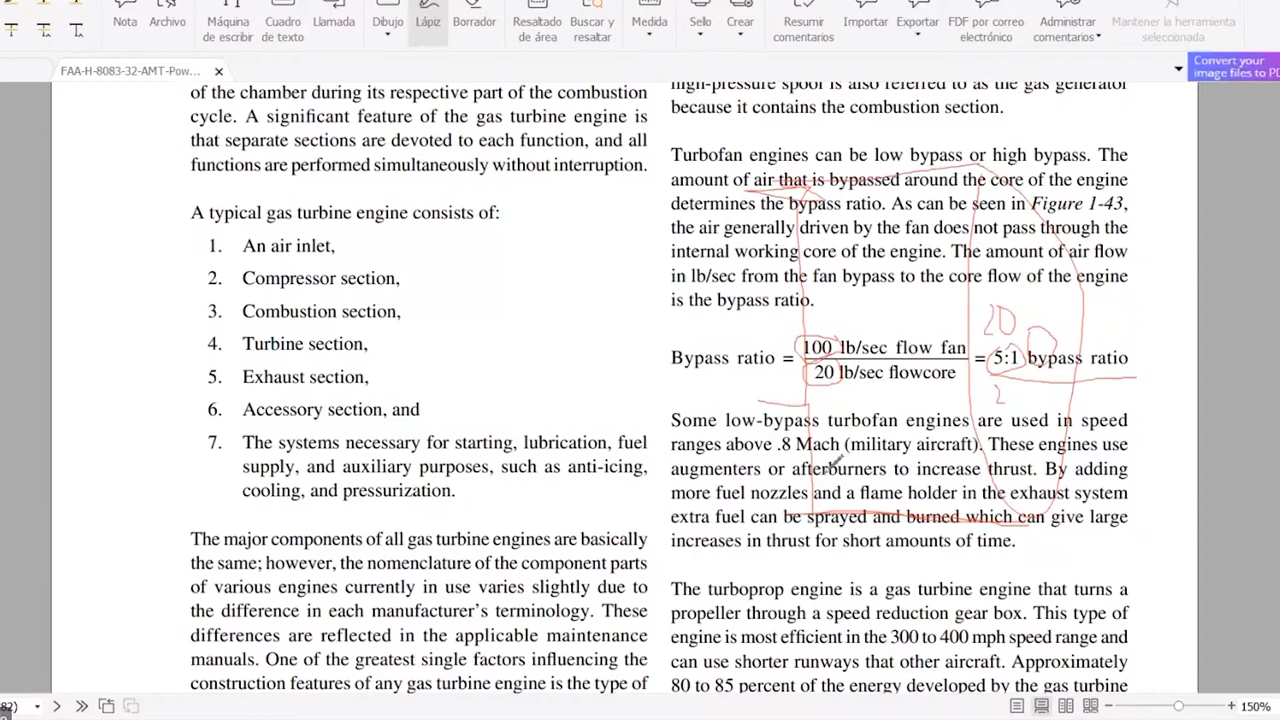 Nota
Archivo
Máquina
de escribir
Cuadro
de texto
Llamada
Dibujo
Lápiz
Borrador
Resaltado
de área
Buscar y
resaltar
Medida
Sello
Crear
Resumir
comentarios
Importar
Exportar
FDF por correo
electrónico
Administrar
comentarios
Mantener la herramienta
seleccionada
FAA-H-8083-32-AMT-Pow...
Convert your
image files to PD
of the chamber during its respective part of the combustion
cycle. A significant feature of the gas turbine engine is
that separate sections are devoted to each function, and all
functions are performed simultaneously without interruption.
A typical gas turbine engine consists of:
1. An air inlet,
2. Compressor section,
3. Combustion section,
4. Turbine section,
5. Exhaust section,
6. Accessory section, and
7. The systems necessary for starting, lubrication, fuel
supply, and auxiliary purposes, such as anti-icing,
cooling, and pressurization.
The major components of all gas turbine engines are basically
the same; however, the nomenclature of the component parts
of various engines currently in use varies slightly due to
the difference in each manufacturer's terminology. These
differences are reflected in the applicable maintenance
manuals. One of the greatest single factors influencing the
construction features of any gas turbine engine is the type of
high-pressure spool is also referred to as the gas generator
because it contains the combustion section.
Turbofan engines can be low bypass or high bypass. The
amount of air that is bypassed around the core of the engine
determines the bypass ratio. As can be seen in Figure 1-43,
the air generally driven by the fan does not pass through the
internal working core of the engine. The amount of air flow
in lb/sec from the fan bypass to the core flow of the engine
is the bypass ratio.
20
100 lb/sec flow fan
Bypass ratio = = 5:1 bypass ratio
20 lb/sec flowcore
2
Some low-bypass turbofan engines are used in speed
ranges above .8 Mach (military aircraft). These engines use
augmenters or afterburners to increase thrust. By adding
more fuel nozzles and a flame holder in the exhaust system
extra fuel can be sprayed and burned which can give large
increases in thrust for short amounts of time.
The turboprop engine is a gas turbine engine that turns a
propeller through a speed reduction gear box. This type of
engine is most efficient in the 300 to 400 mph speed range and
can use shorter runways that other aircraft. Approximately
80 to 85 percent of the energy developed by the gas turbine
82)
150%